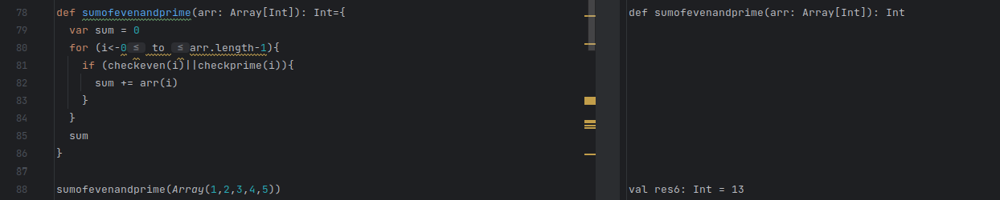 78 def sumofevenandprime(arr: Array[Int]): Int={ def sumofevenandprime(arr: Array[Int]): Int
79 var sum = 0
80 for (i<-0 ≤ to ≤ arr.length-1){
81 if (checkeven(i)||checkprime(i)){
82 sum += arr(i)
83 }
84 }
85 sum
86 }
87
88 sumofevenandprime(Array(1,2,3,4,5)) val res6: Int = 13